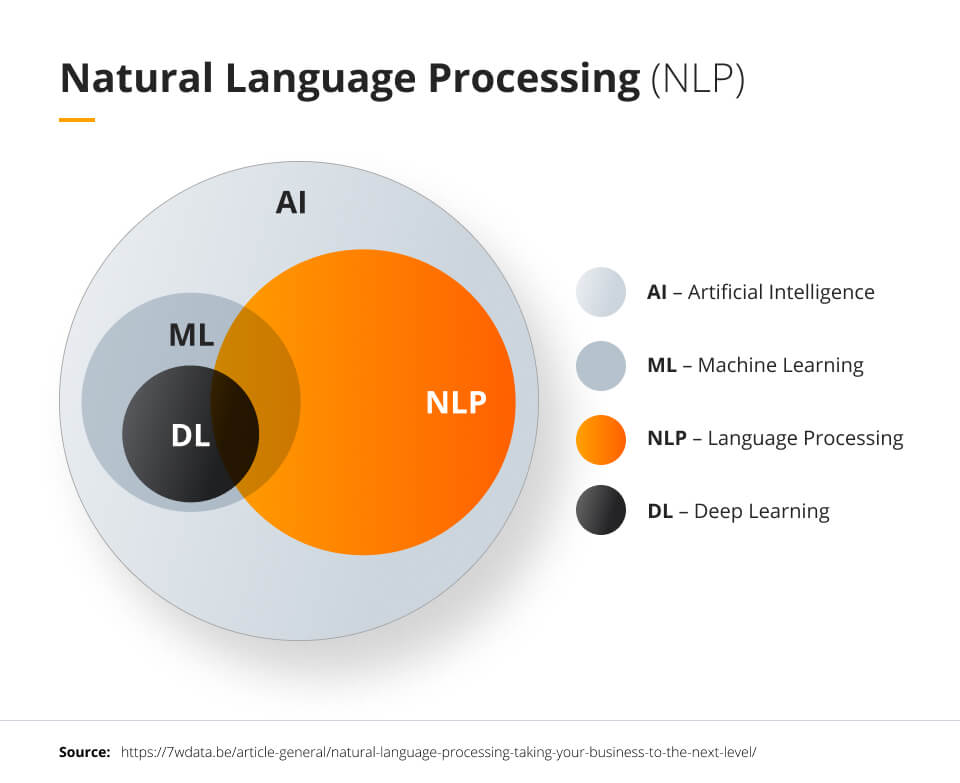 Natural Language Processing (NLP)
AI
ML
DL
NLP
AI – Artificial Intelligence
ML – Machine Learning
NLP – Language Processing
DL – Deep Learning
Source: https://7wdata.be/article-general/natural-language-processing-taking-your-business-to-the-next-level/